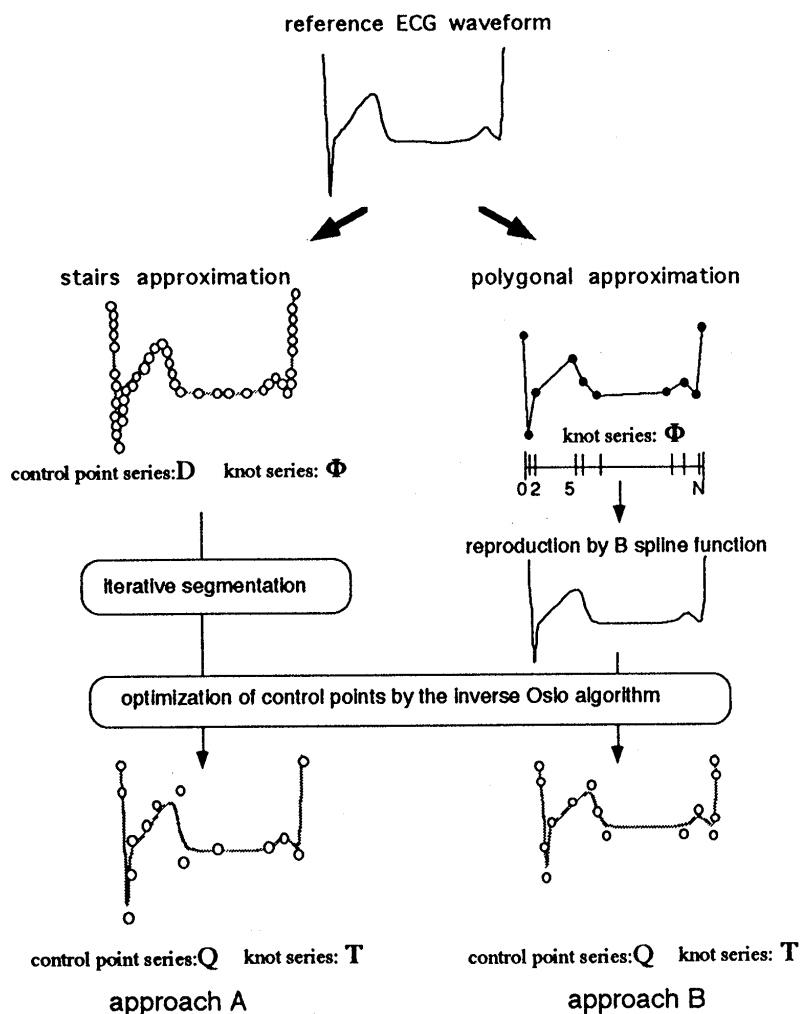 reference ECG waveform
stairs approximation
control point series:D knot series: Φ
iterative segmentation
polygonal approximation
knot series: Φ
0 2 5 N
reproduction by B spline function
optimization of control points by the inverse Oslo algorithm
control point series:Q knot series: T
approach A
control point series:Q knot series: T
approach B